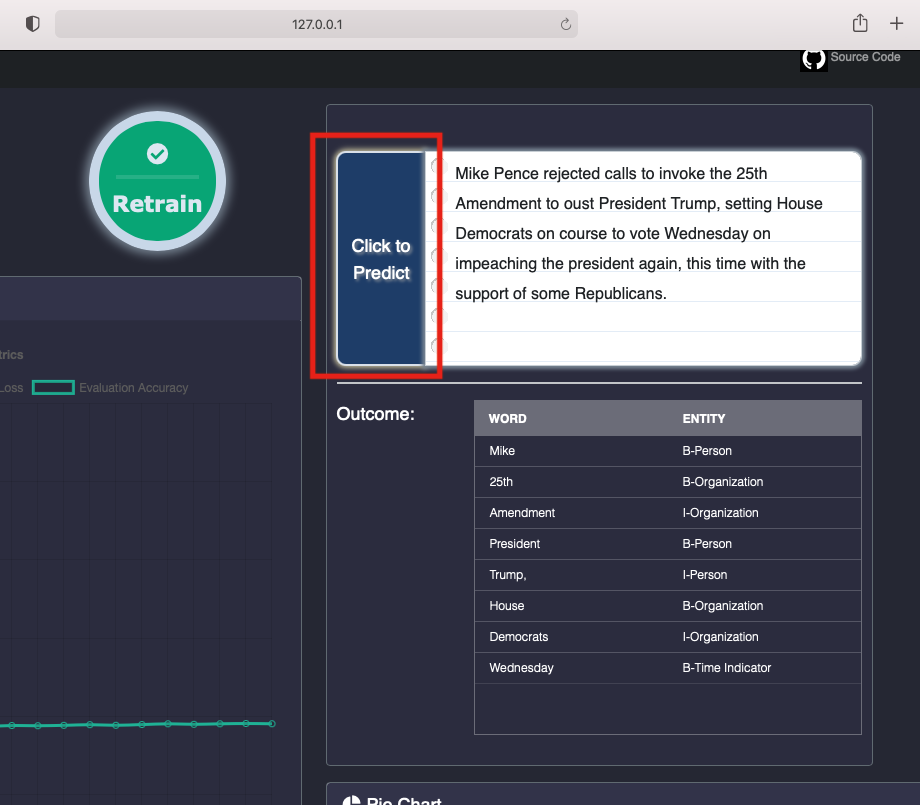 127.0.0.1
Source Code
Retrain
Click to
Predict
Mike Pence rejected calls to invoke the 25th
Amendment to oust President Trump, setting House
Democrats on course to vote Wednesday on
impeaching the president again, this time with the
support of some Republicans.
trics
Loss Evaluation Accuracy
Outcome:
WORD ENTITY
Mike B-Person
25th B-Organization
Amendment I-Organization
President B-Person
Trump, I-Person
House B-Organization
Democrats I-Organization
Wednesday B-Time Indicator
Pie Chart